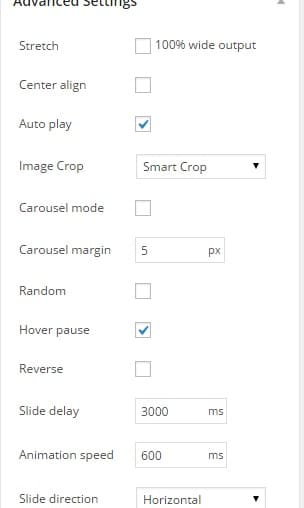 Advanced Settings
Stretch 100% wide output
Center align
Auto play
Image Crop Smart Crop
Carousel mode
Carousel margin 5 px
Random
Hover pause
Reverse
Slide delay 3000 ms
Animation speed 600 ms
Slide direction Horizontal